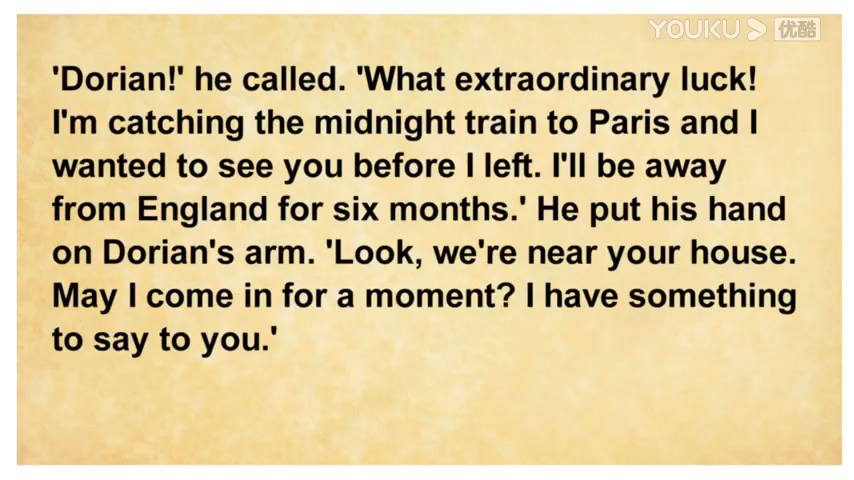 YOUKU 优酷
'Dorian!' he called. 'What extraordinary luck!
I'm catching the midnight train to Paris and I
wanted to see you before I left. I'll be away
from England for six months.' He put his hand
on Dorian's arm. 'Look, we're near your house.
May I come in for a moment? I have something
to say to you.'